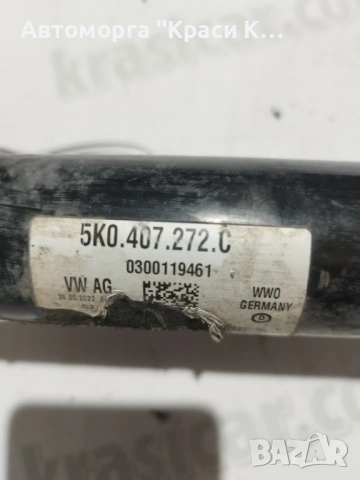 Автоморга "Краси К...
5K0.407.272.C
0300119461
VW AG
WWO
GERMANY
BAZAR